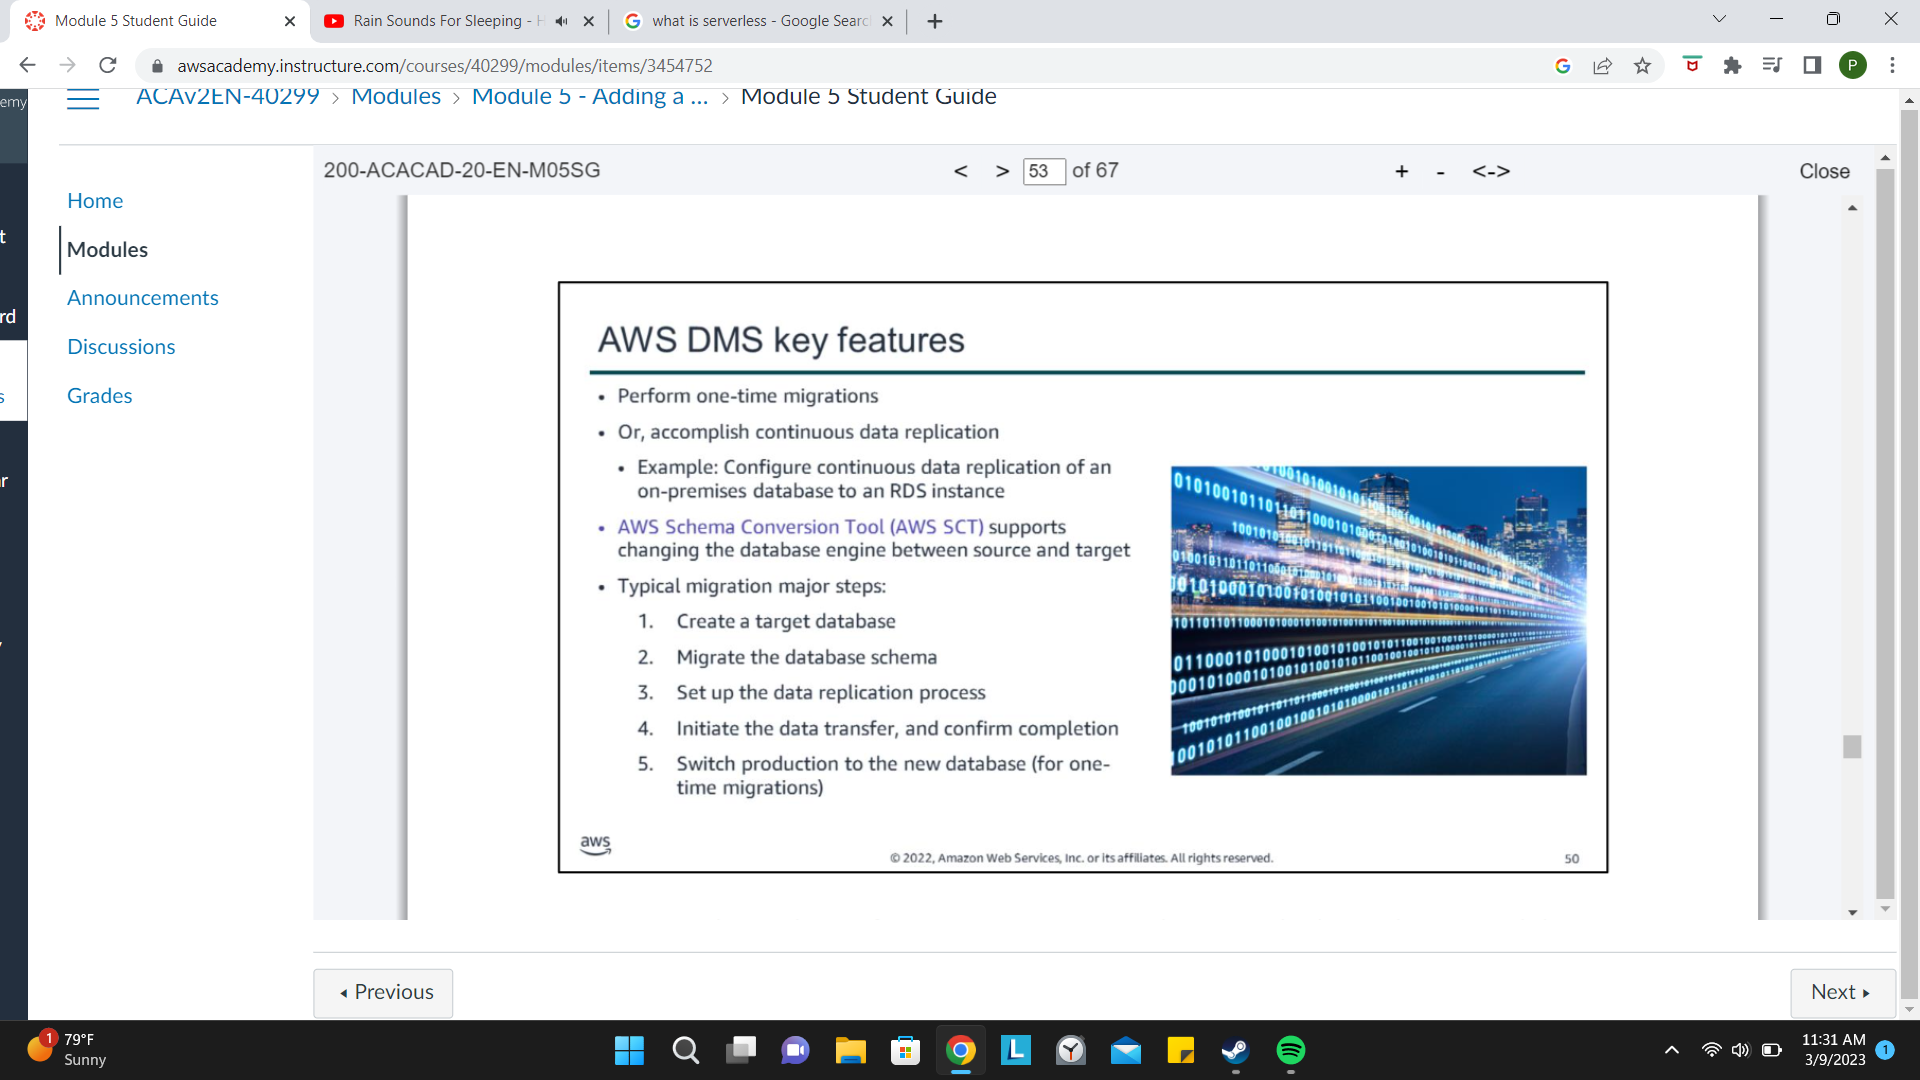 Module 5 Student Guide
Rain Sounds For Sleeping - H
what is serverless - Google Searc
awsacademy.instructure.com/courses/40299/modules/items/3454752
P
emy
ACAv2EN-40299 > Modules > Module 5 - Adding a ... > Module 5 Student Guide
200-ACACAD-20-EN-M05SG
< > 53 of 67
+ - <->
Close
Home
Modules
Announcements
Discussions
Grades
t
rd
s
r
AWS DMS key features
• Perform one-time migrations
• Or, accomplish continuous data replication
• Example: Configure continuous data replication of an
on-premises database to an RDS instance
• AWS Schema Conversion Tool (AWS SCT) supports
changing the database engine between source and target
• Typical migration major steps:
1. Create a target database
2. Migrate the database schema
3. Set up the data replication process
4. Initiate the data transfer, and confirm completion
5. Switch production to the new database (for one-
time migrations)
aws
© 2022, Amazon Web Services, Inc. or its affiliates. All rights reserved.
50
Previous
Next
1
79°F
Sunny
L
11:31 AM
3/9/2023
1